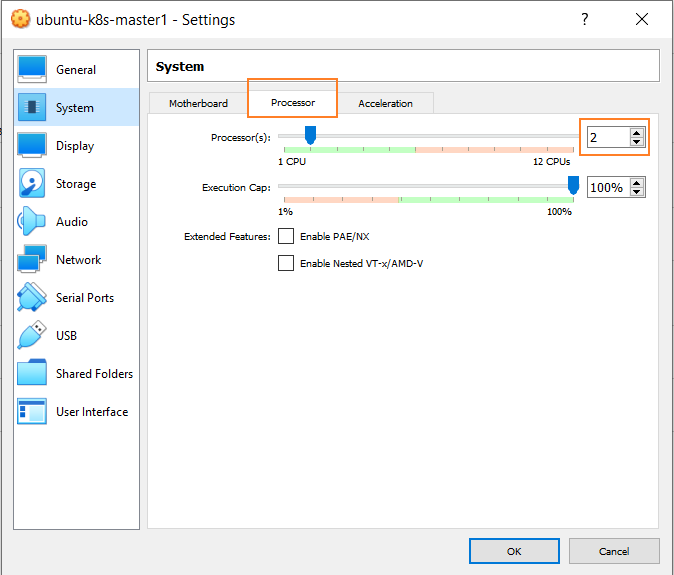 ubuntu-k8s-master1 - Settings
?
General
System
Display
Storage
Audio
Network
Serial Ports
USB
Shared Folders
User Interface
System
Motherboard
Processor
Acceleration
Processor(s):
2
1 CPU
12 CPUs
Execution Cap:
100%
1%
100%
Extended Features:
Enable PAE/NX
Enable Nested VT-x/AMD-V
OK
Cancel